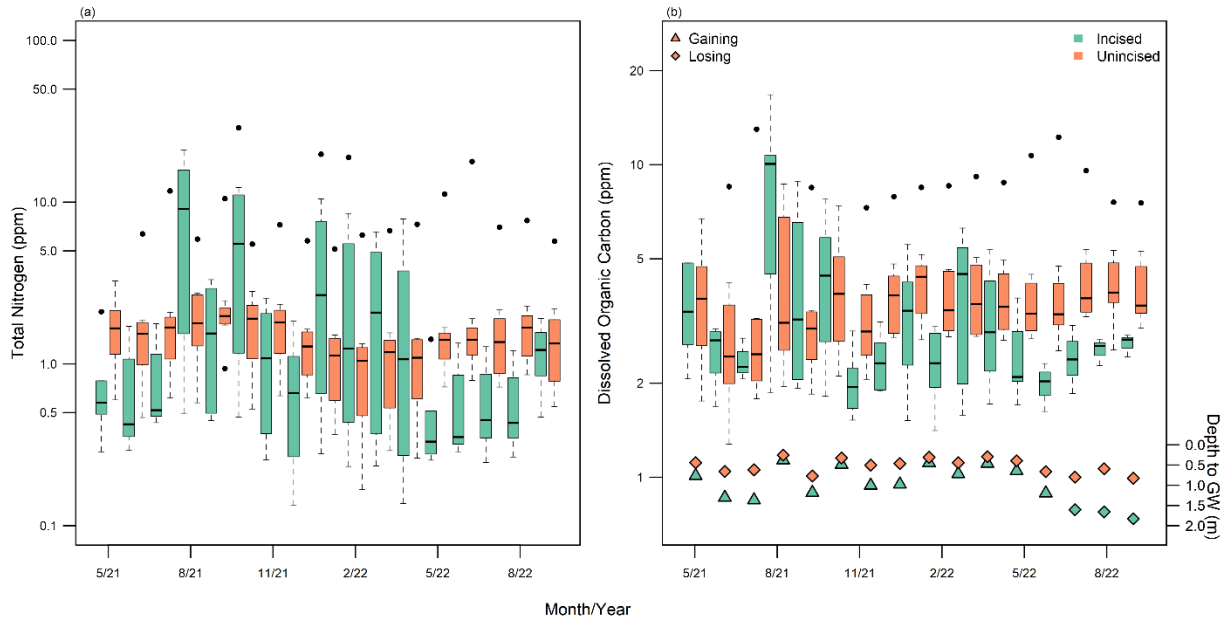 (a)
100.0
50.0
10.0
5.0
1.0
0.5
0.1
Total Nitrogen (ppm)
5/21
8/21
11/21
2/22
5/22
8/22
(b)
Gaining
Losing
Incised
Unincised
20
10
5
2
1
Dissolved Organic Carbon (ppm)
0.0
0.5
1.0
1.5
2.0
Depth to GW (m)
5/21
8/21
11/21
2/22
5/22
8/22
Month/Year